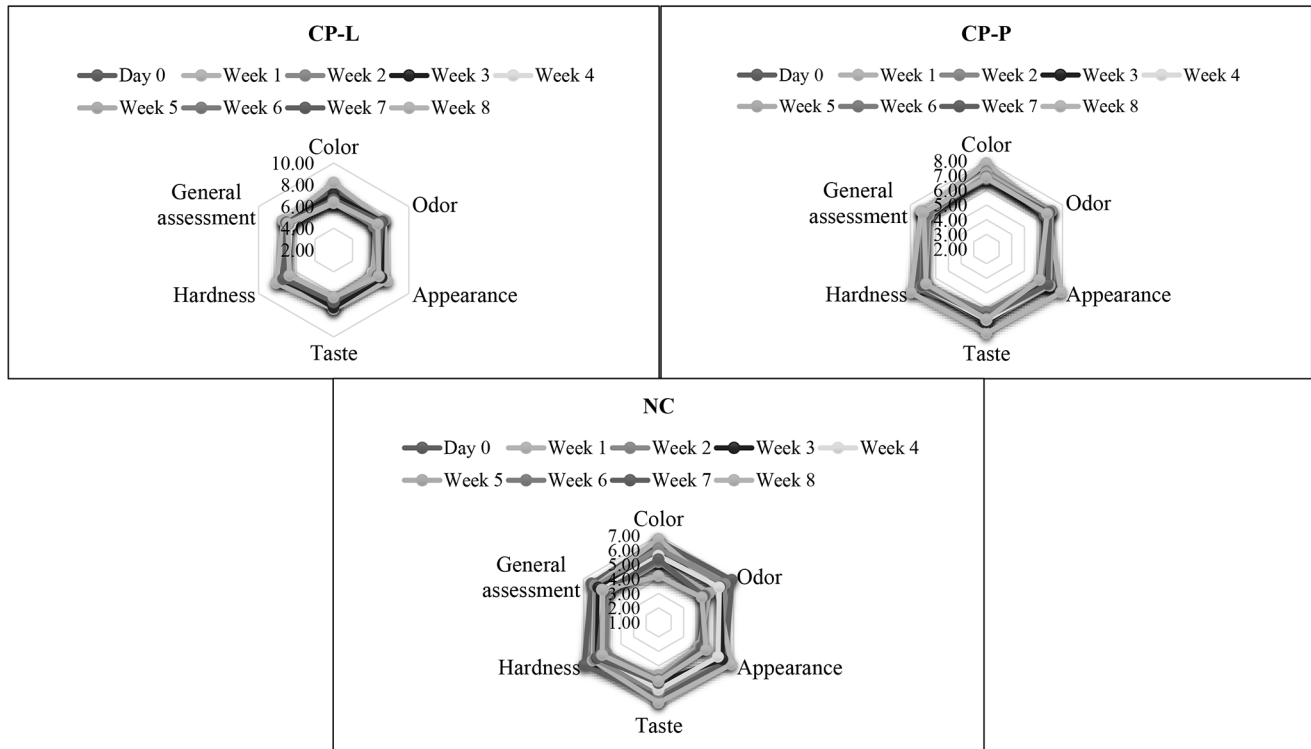 CP-L
Day 0 Week 1 Week 2 Week 3 Week 4
Week 5 Week 6 Week 7 Week 8
Color
10.00
8.00
6.00
4.00
2.00
Odor
Appearance
Taste
Hardness
General
assessment
CP-P
Day 0 Week 1 Week 2 Week 3 Week 4
Week 5 Week 6 Week 7 Week 8
Color
8.00
7.00
6.00
5.00
4.00
3.00
2.00
Odor
Appearance
Taste
Hardness
General
assessment
NC
Day 0 Week 1 Week 2 Week 3 Week 4
Week 5 Week 6 Week 7 Week 8
Color
7.00
6.00
5.00
4.00
3.00
2.00
1.00
Odor
Appearance
Taste
Hardness
General
assessment